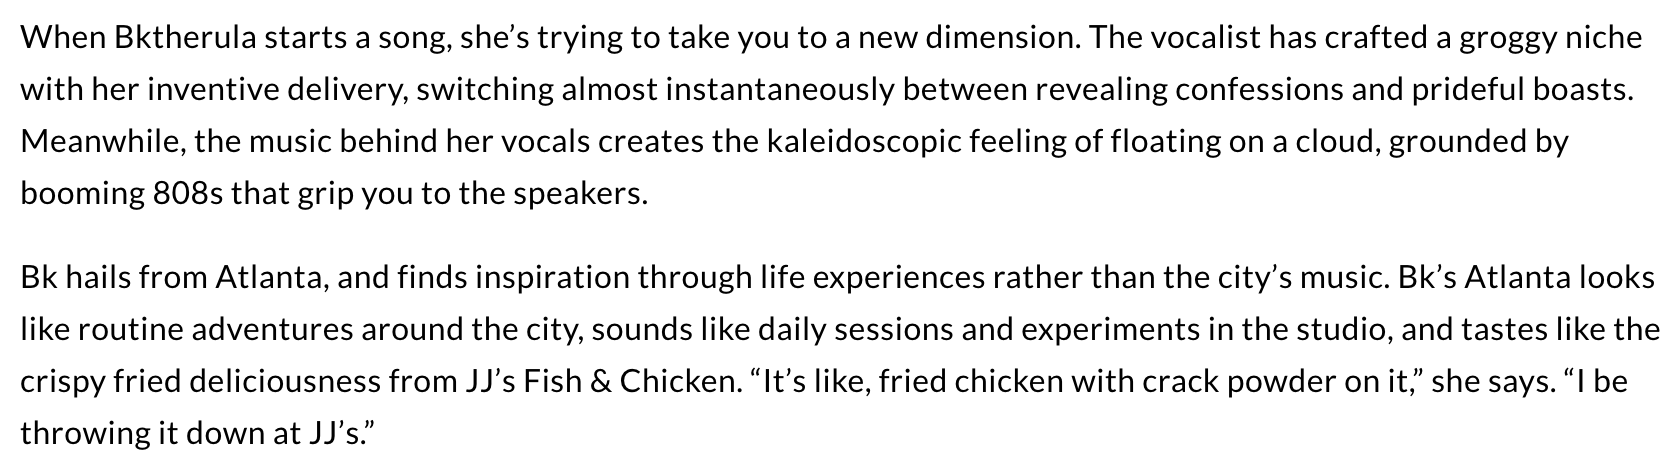 When Bktherula starts a song, she’s trying to take you to a new dimension. The vocalist has crafted a groggy niche
with her inventive delivery, switching almost instantaneously between revealing confessions and prideful boasts.
Meanwhile, the music behind her vocals creates the kaleidoscopic feeling of floating on a cloud, grounded by
booming 808s that grip you to the speakers.
Bk hails from Atlanta, and finds inspiration through life experiences rather than the city’s music. Bk’s Atlanta looks
like routine adventures around the city, sounds like daily sessions and experiments in the studio, and tastes like the
crispy fried deliciousness from JJ’s Fish & Chicken. “It’s like, fried chicken with crack powder on it,” she says. “I be
throwing it down at JJ’s.”